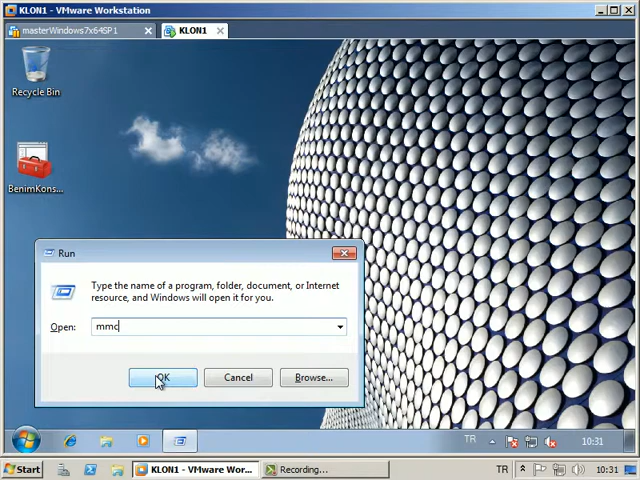 KLON1 - VMware Workstation
masterWindows7x64SP1
KLON1
Recycle Bin
BenimKons...
Run
Type the name of a program, folder, document, or Internet
resource, and Windows will open it for you.
Open:
mmc
OK
Cancel
Browse...
TR
10:31
Start
KLON1 - VMware Wor...
Recording...
TR
10:31